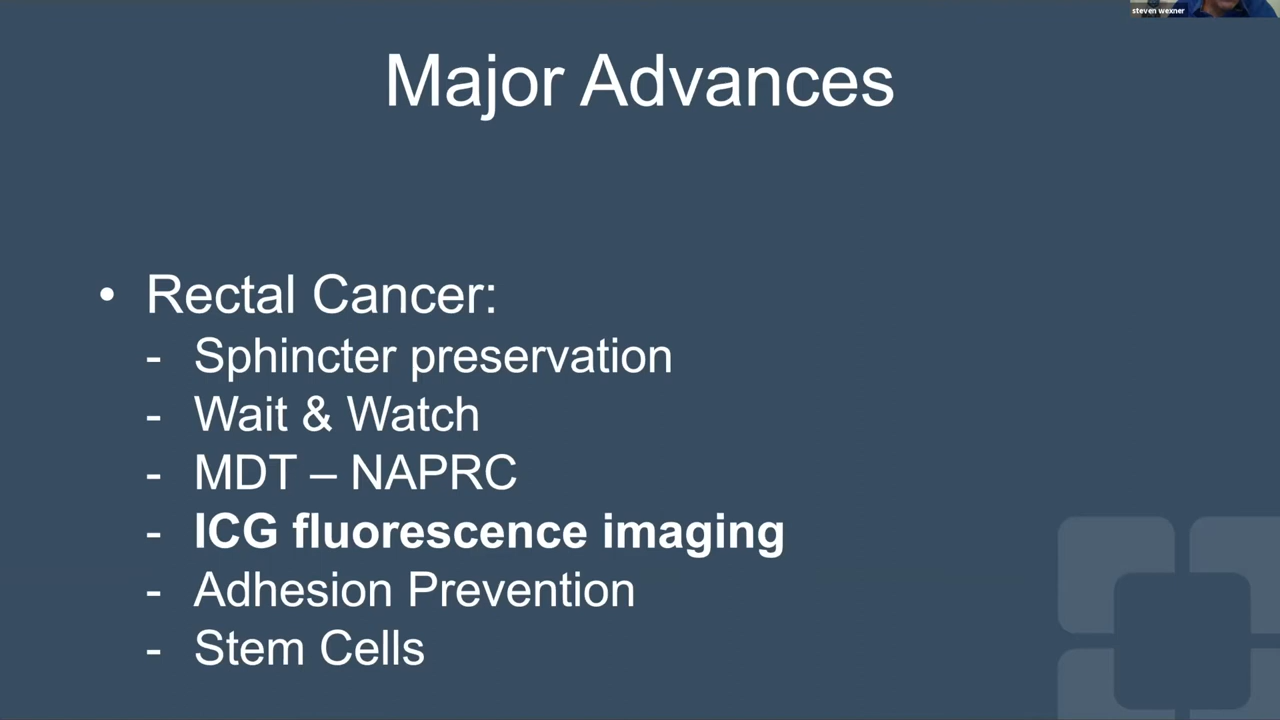 steven wexner
Major Advances
• Rectal Cancer:
- Sphincter preservation
- Wait & Watch
- MDT – NAPRC
- ICG fluorescence imaging
- Adhesion Prevention
- Stem Cells